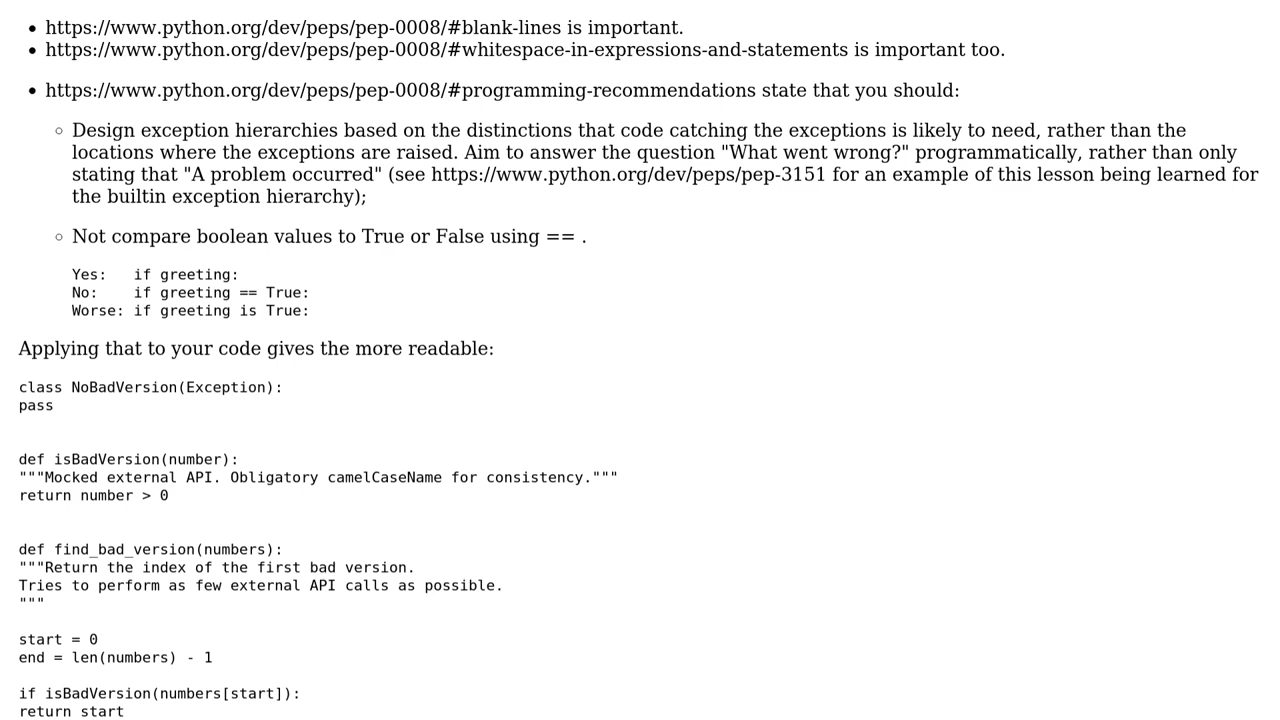 https://www.python.org/dev/peps/pep-0008/#blank-lines is important.
https://www.python.org/dev/peps/pep-0008/#whitespace-in-expressions-and-statements is important too.
https://www.python.org/dev/peps/pep-0008/#programming-recommendations state that you should:
Design exception hierarchies based on the distinctions that code catching the exceptions is likely to need, rather than the
locations where the exceptions are raised. Aim to answer the question "What went wrong?" programmatically, rather than only
stating that "A problem occurred" (see https://www.python.org/dev/peps/pep-3151 for an example of this lesson being learned for
the builtin exception hierarchy);
Not compare boolean values to True or False using == .
Yes:   if greeting:
No:    if greeting == True:
Worse: if greeting is True:
Applying that to your code gives the more readable:
class NoBadVersion(Exception):
pass
def isBadVersion(number):
"""Mocked external API. Obligatory camelCaseName for consistency."""
return number > 0
def find_bad_version(numbers):
"""Return the index of the first bad version.
Tries to perform as few external API calls as possible.
"""
start = 0
end = len(numbers) - 1
if isBadVersion(numbers[start]):
return start